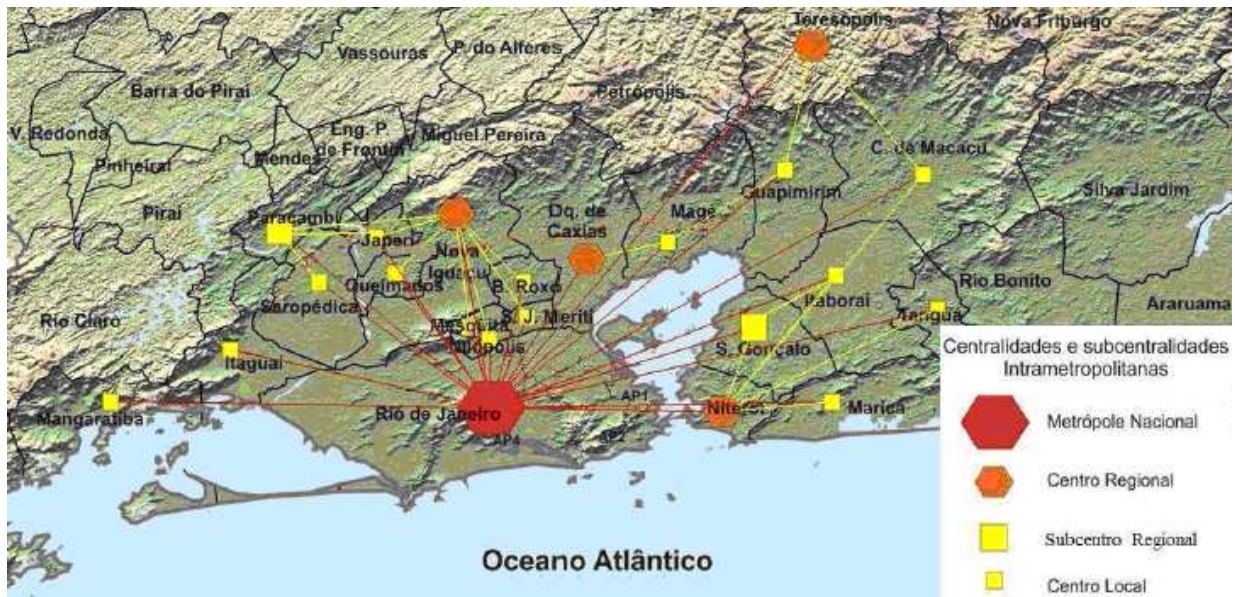 Teresópolis
Nova Friburgo
Vassouras
P. do Alferes
Barra do Piraí
Petrópolis
V. Redonda
Eng. P.
de Frontin
Miguel Pereira
Mendes
Pinheiral
C. de Macacu
Guapimirim
Silva Jardim
Piraí
Paracambi
Japeri
Dq. de
Caxias
Magé
Nova
Iguaçu
Queimados
B. Roxo
Seropédica
Itaboraí
Rio Bonito
Araruama
Rio Claro
Mesquita
S. J. Meriti
Nilópolis
Tanguá
S. Gonçalo
Itaguaí
Mangaratiba
Rio de Janeiro
AP1
Niterói
Maricá
AP4
AP2
Oceano Atlântico
Centralidades e subcentralidades
Intrametropolitanas
Metrópole Nacional
Centro Regional
Subcentro Regional
Centro Local